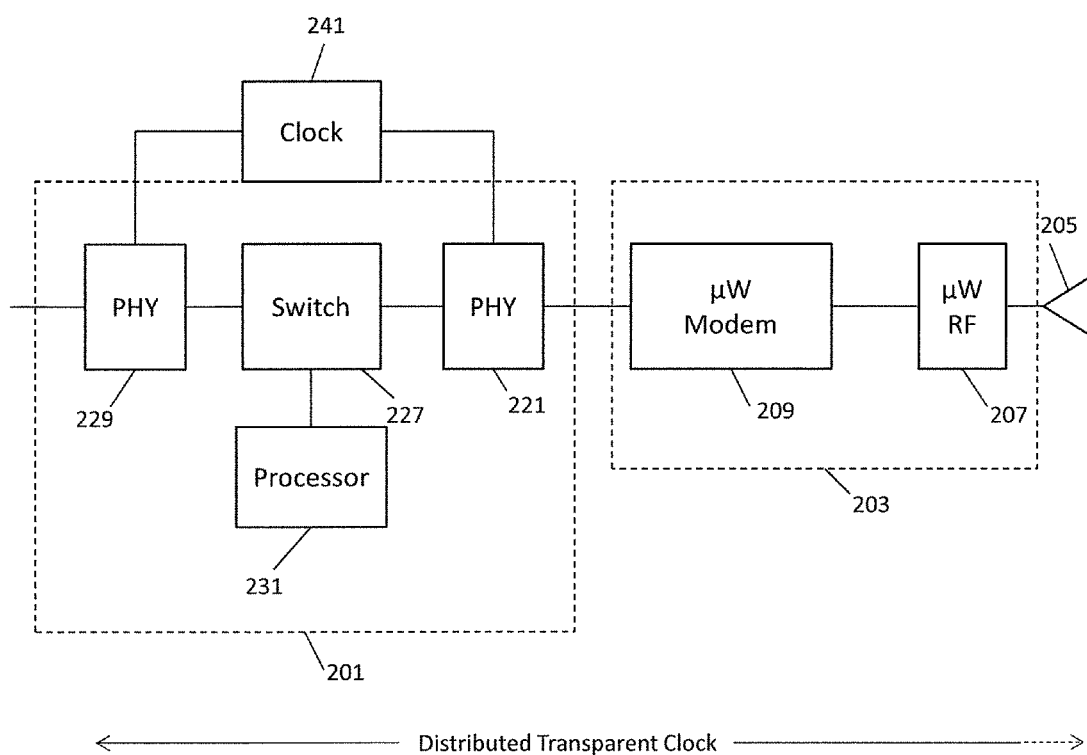 241
Clock
205
PHY
Switch
PHY
μW
Modem
μW
RF
229
227
221
209
207
Processor
203
231
201
Distributed Transparent Clock